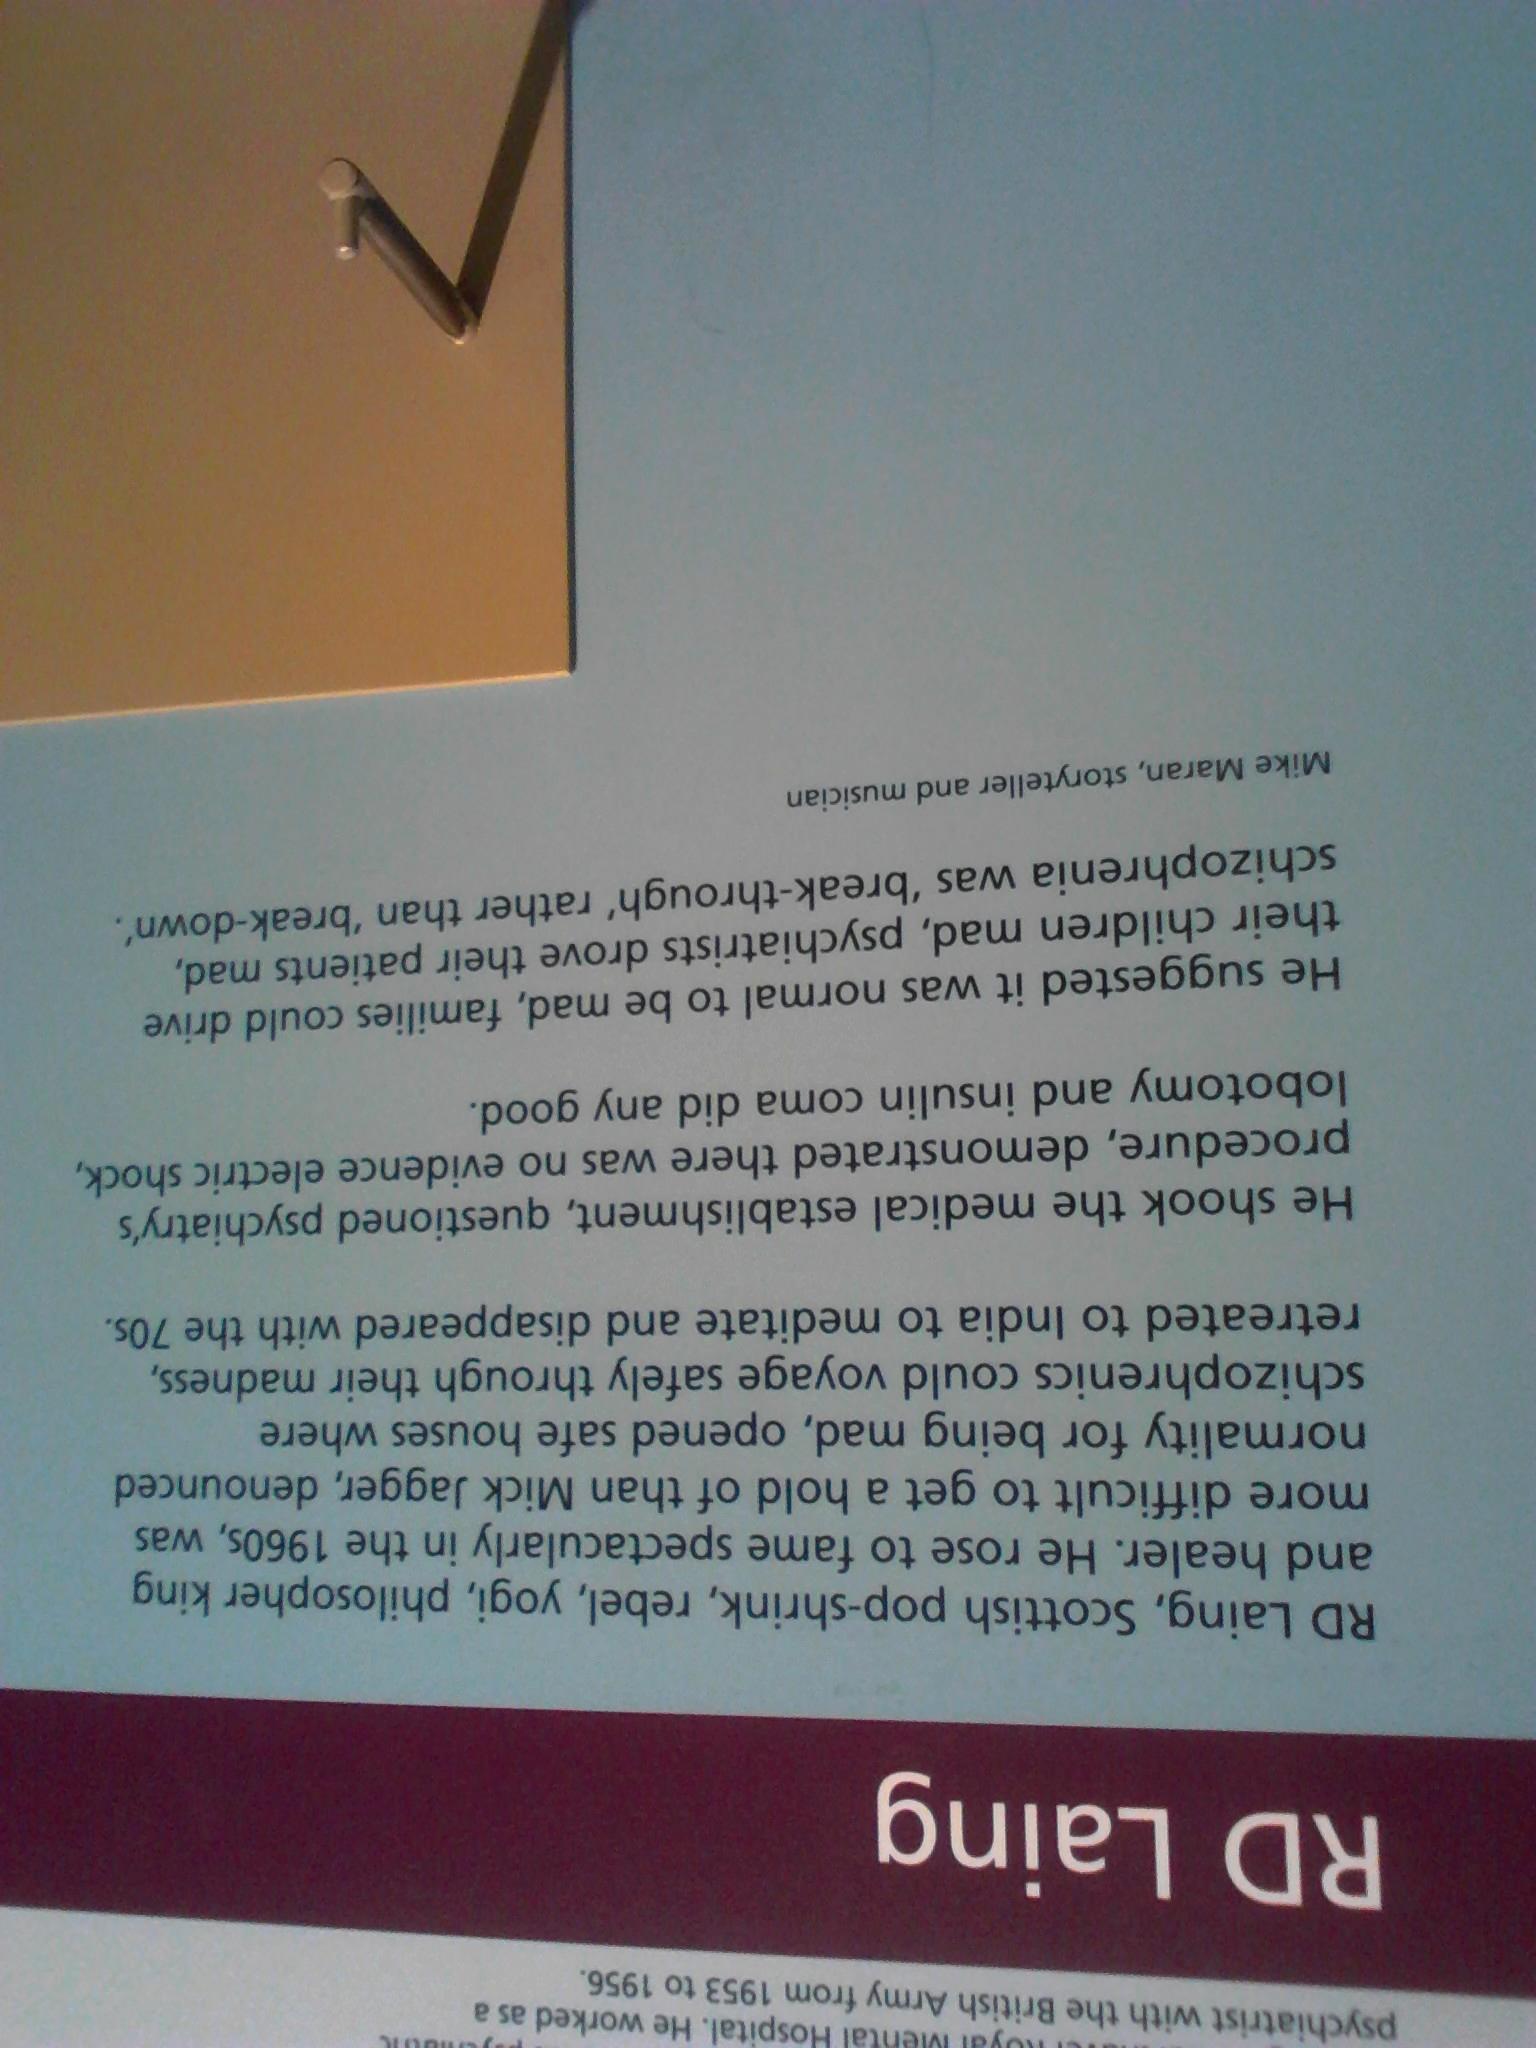 Royal Mental Hospital. He worked as a
psychiatrist with the British Army from 1953 to 1956.
RD Laing
RD Laing, Scottish pop-shrink, rebel, yogi, philosopher king
and healer. He rose to fame spectacularly in the 1960s, was
more difficult to get a hold of than Mick Jagger, denounced
normality for being mad, opened safe houses where
schizophrenics could voyage safely through their madness,
retreated to India to meditate and disappeared with the 70s.
He shook the medical establishment, questioned psychiatry's
procedure, demonstrated there was no evidence electric shock,
lobotomy and insulin coma did any good.
He suggested it was normal to be mad, families could drive
their children mad, psychiatrists drove their patients mad,
schizophrenia was 'break-through' rather than 'break-down'.
Mike Maran, storyteller and musician